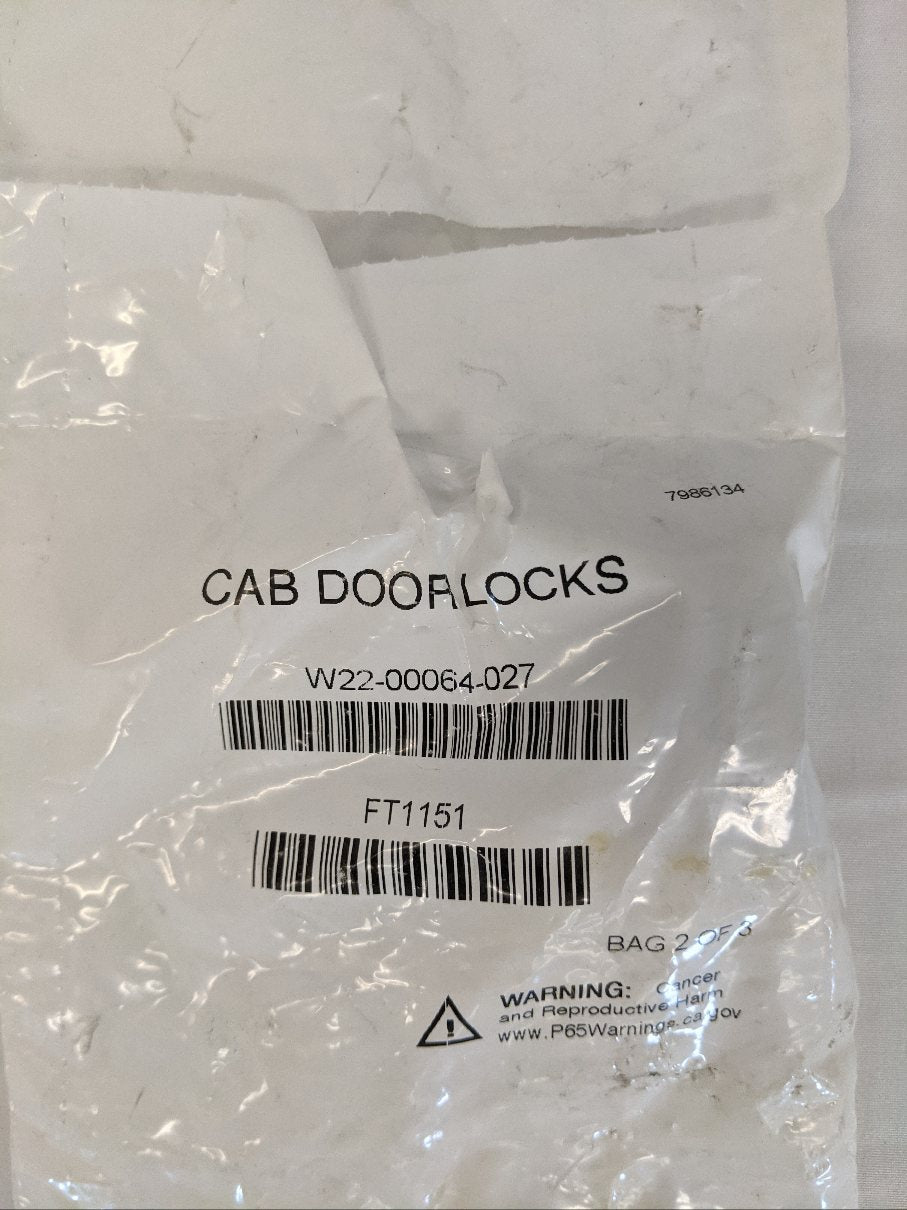 7986134
CAB DOORLOCKS
W22-00064-027
FT1151
BAG 2 OF 3
WARNING: Cancer
and Reproductive Harm
www.P65Warnings.ca.gov